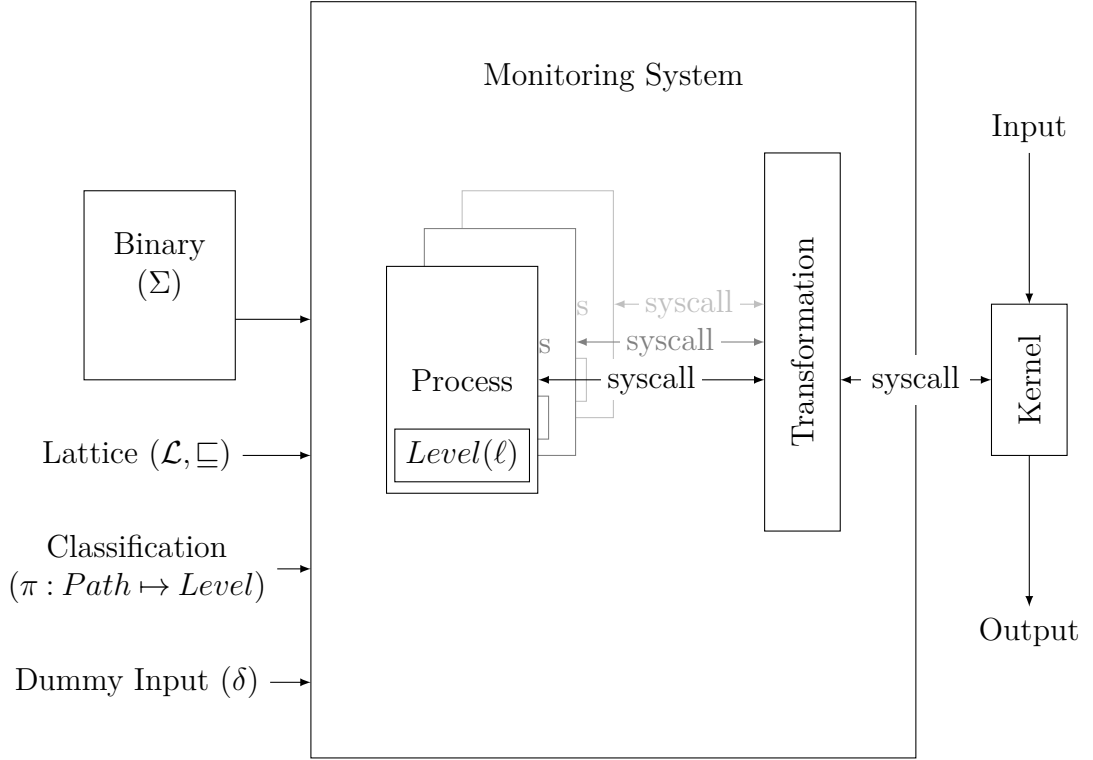 Monitoring System
Input
Binary
(Σ)
s
syscall
s
syscall
Process
syscall
Level(ℓ)
Transformation
syscall
Kernel
Lattice (𝓛, ⊑)
Classification
(π : Path ↦ Level)
Output
Dummy Input (δ)